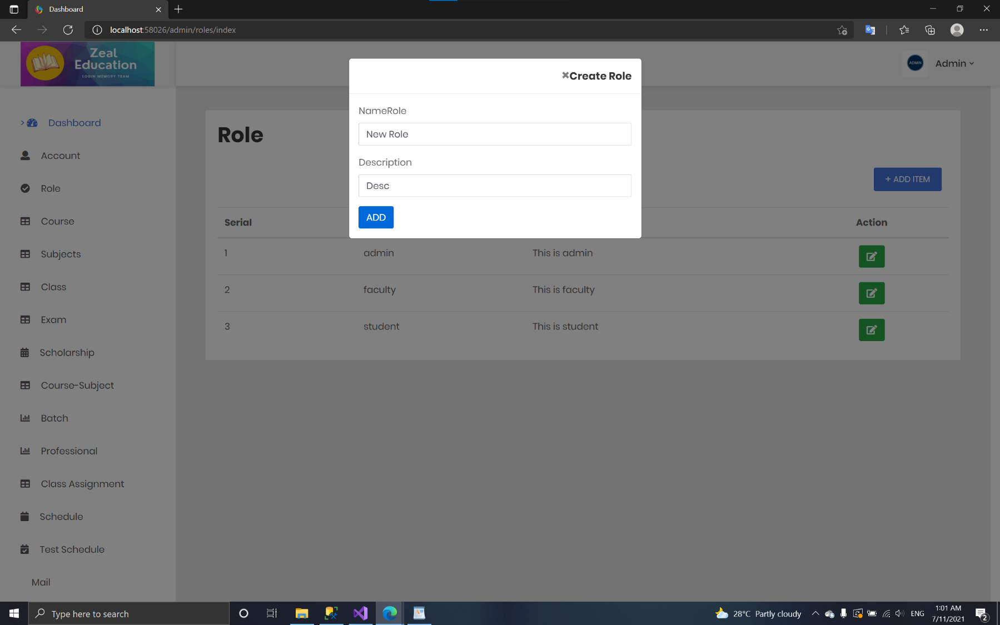 Dashboard
localhost:58026/admin/roles/index
Zeal
Education
LOGIN MEMORY TEAM
ADMIN
Admin
Dashboard
Account
Role
Course
Subjects
Class
Exam
Scholarship
Course-Subject
Batch
Professional
Class Assignment
Schedule
Test Schedule
Mail
Role
+ ADD ITEM
Serial
Action
1 admin This is admin
2 faculty This is faculty
3 student This is student
×Create Role
NameRole
New Role
Description
Desc
ADD
Type here to search
28°C Partly cloudy
ENG
1:01 AM
7/11/2021
2